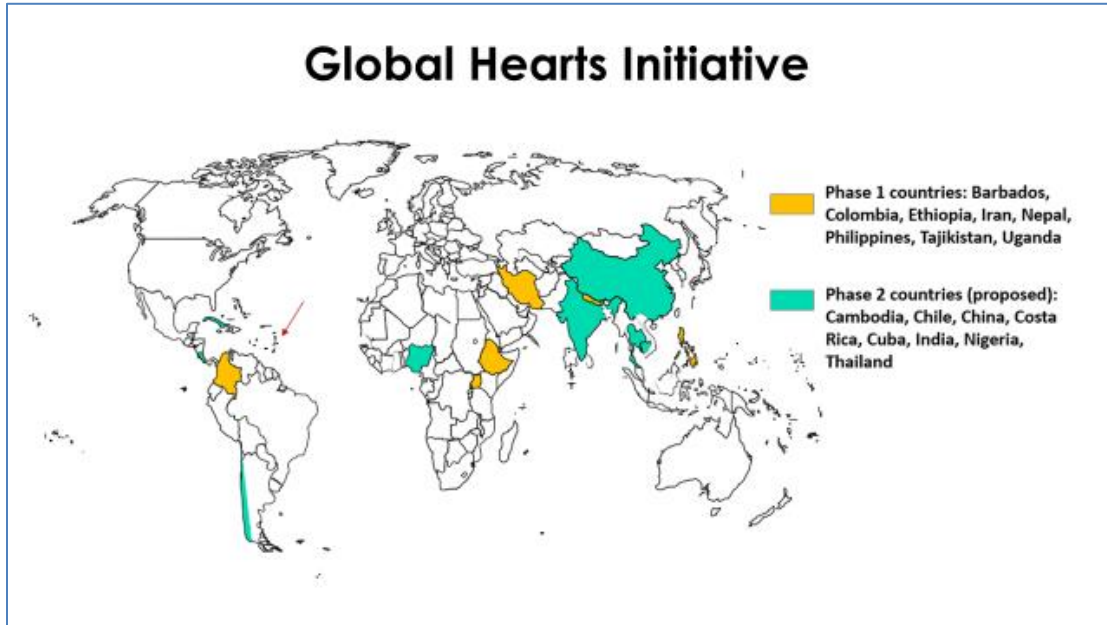 Global Hearts Initiative
Phase 1 countries: Barbados,
Colombia, Ethiopia, Iran, Nepal,
Philippines, Tajikistan, Uganda
Phase 2 countries (proposed):
Cambodia, Chile, China, Costa
Rica, Cuba, India, Nigeria,
Thailand